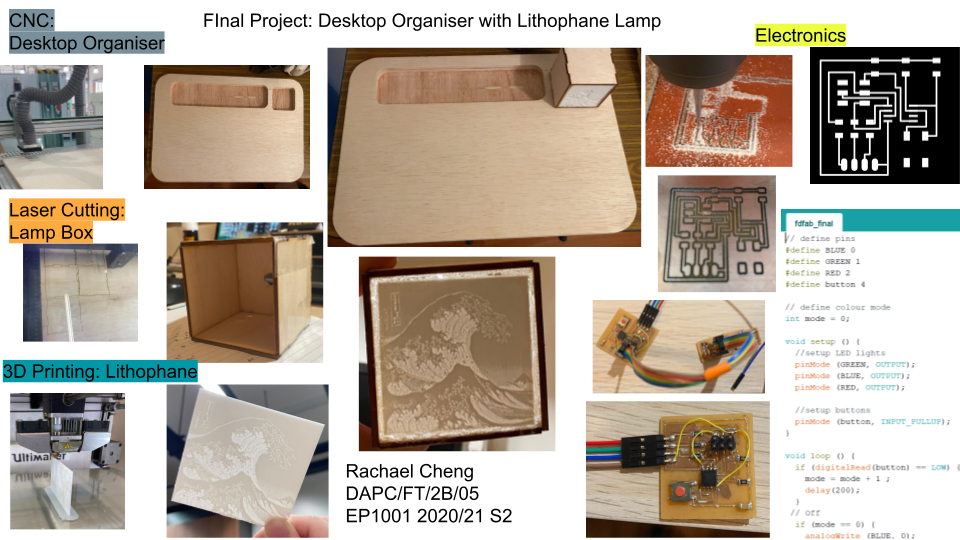 FInal Project: Desktop Organiser with Lithophane Lamp
CNC:
Desktop Organiser
Electronics
Laser Cutting:
Lamp Box
3D Printing: Lithophane
Ultimaker
Rachael Cheng
DAPC/FT/2B/05
EP1001 2020/21 S2
fdfab_final
// define pins
#define BLUE 0
#define GREEN 1
#define RED 2
#define button 4
// define colour mode
int mode = 0;
void setup () {
//setup LED lights
pinMode (GREEN, OUTPUT);
pinMode (BLUE, OUTPUT);
pinMode (RED, OUTPUT);
//setup buttons
pinMode (button, INPUT_PULLUP);
}
void loop () {
if (digitalRead(button) == LOW) {
mode = mode + 1 ;
delay(200);
}
// Off
if (mode == 0) {
analogWrite (BLUE, 0);